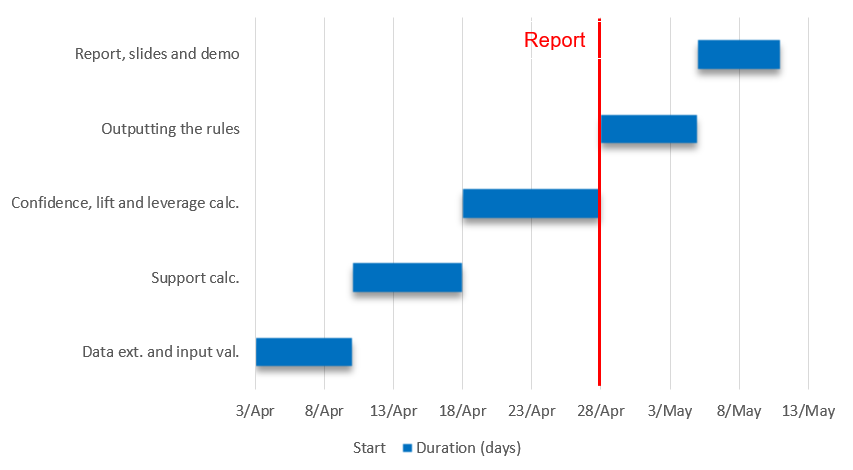 Report
Report, slides and demo
Outputting the rules
Confidence, lift and leverage calc.
Support calc.
Data ext. and input val.
3/Apr 8/Apr 13/Apr 18/Apr 23/Apr 28/Apr 3/May 8/May 13/May
Start Duration (days)